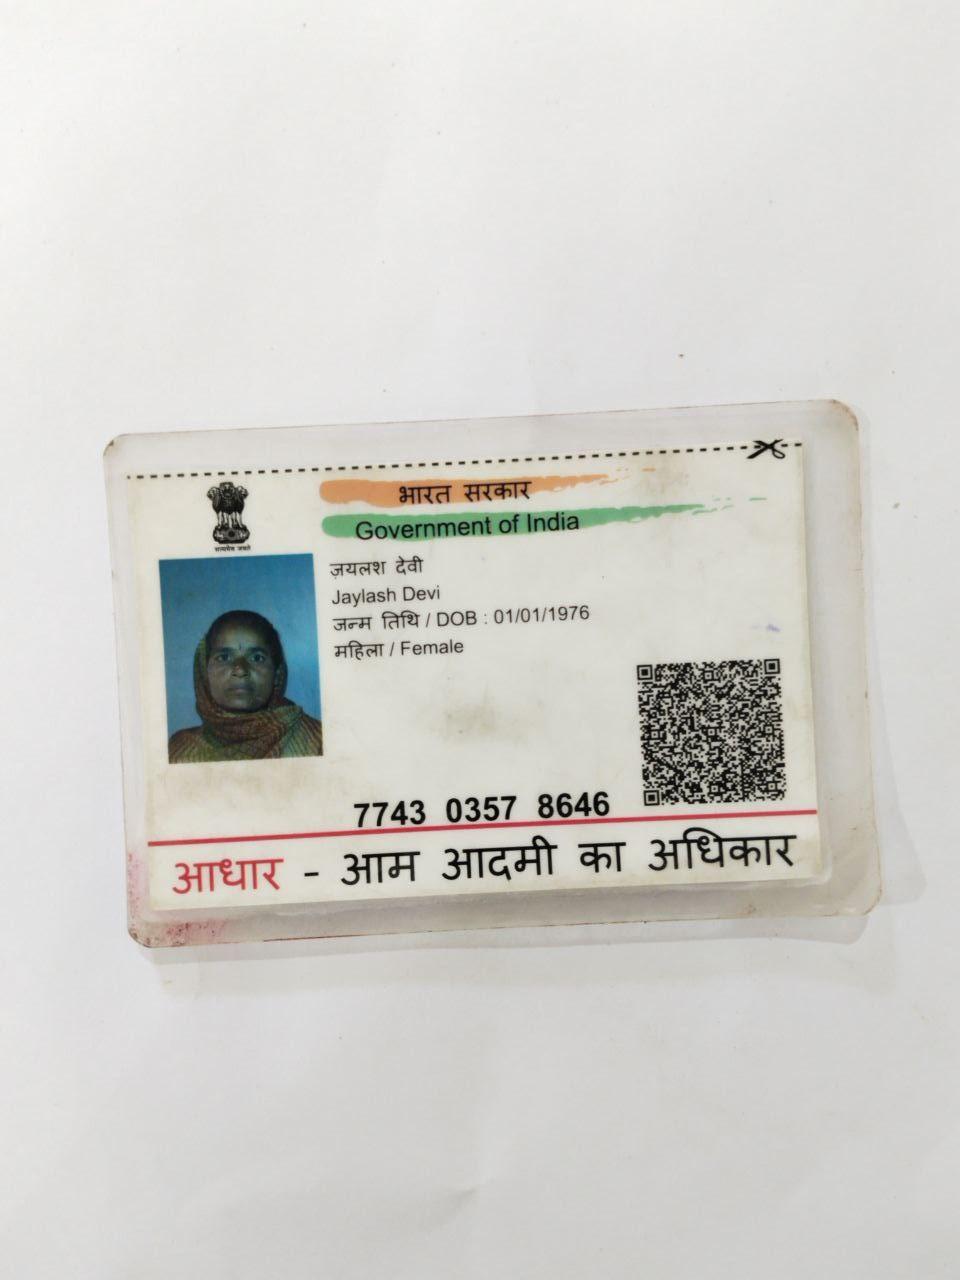 भारत सरकार
Government of India
सत्यमेव जयते
ज़यलश देवी
Jaylash Devi
जन्म तिथि / DOB : 01/01/1976
महिला / Female
7743 0357 8646
आधार - आम आदमी का अधिकार